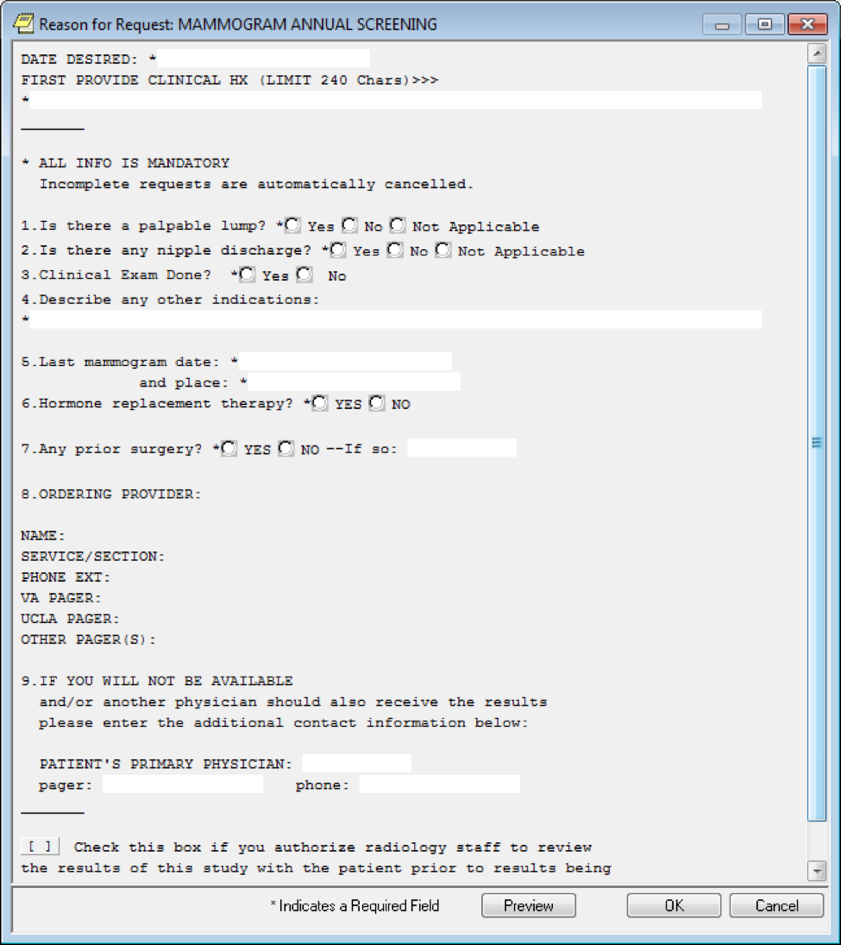 Reason for Request: MAMMOGRAM ANNUAL SCREENING
DATE DESIRED: *
FIRST PROVIDE CLINICAL HX (LIMIT 240 Chars)>>>
*
* ALL INFO IS MANDATORY
Incomplete requests are automatically cancelled.
1.Is there a palpable lump? * Yes No Not Applicable
2.Is there any nipple discharge? * Yes No Not Applicable
3.Clinical Exam Done? * Yes No
4.Describe any other indications:
*
5.Last mammogram date: *
and place: *
6.Hormone replacement therapy? * YES NO
7.Any prior surgery? * YES NO --If so:
8.ORDERING PROVIDER:
NAME:
SERVICE/SECTION:
PHONE EXT:
VA PAGER:
UCLA PAGER:
OTHER PAGER(S):
9.IF YOU WILL NOT BE AVAILABLE
and/or another physician should also receive the results
please enter the additional contact information below:
PATIENT'S PRIMARY PHYSICIAN:
pager: phone:
[ ] Check this box if you authorize radiology staff to review
the results of this study with the patient prior to results being
* Indicates a Required Field Preview OK Cancel